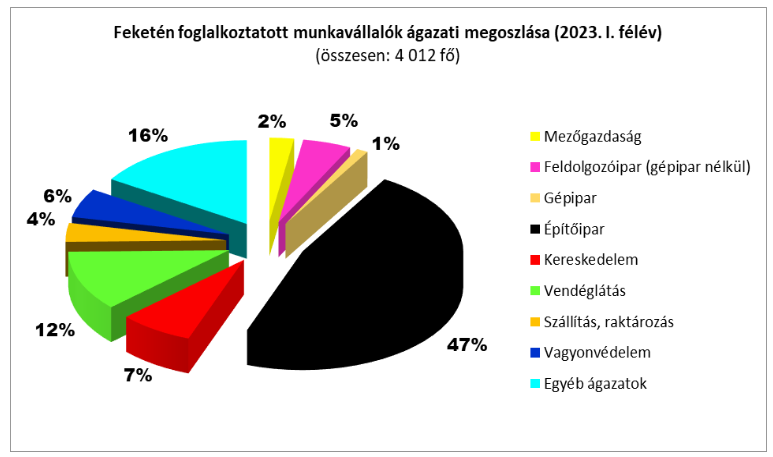 Feketén foglalkoztatott munkavállalók ágazati megoszlása (2023. I. félév)
(összesen: 4 012 fő)
2%
5%
1%
16%
6%
4%
12%
7%
47%
Mezőgazdaság
Feldolgozóipar (gépipar nélkül)
Gépipar
Építőipar
Kereskedelem
Vendéglátás
Szállítás, raktározás
Vagyonvédelem
Egyéb ágazatok